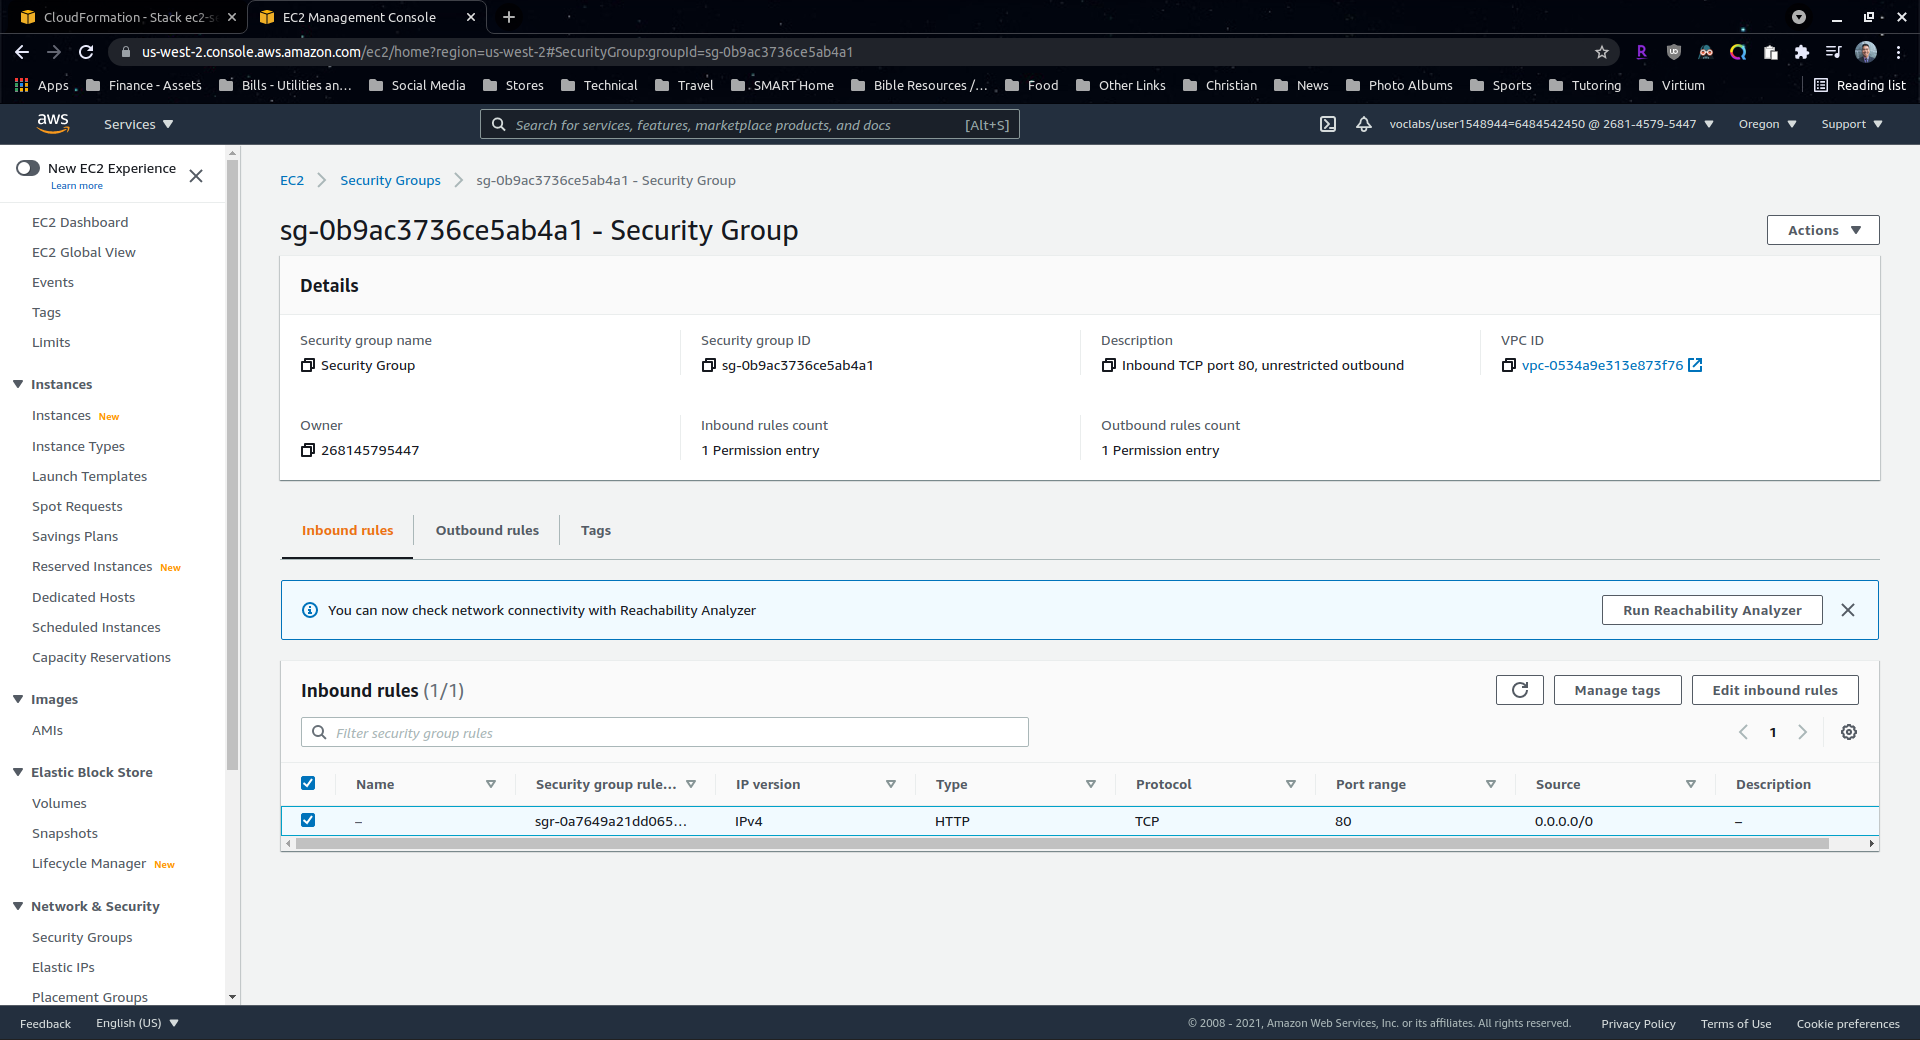 CloudFormation - Stack ec2-s
EC2 Management Console
us-west-2.console.aws.amazon.com/ec2/home?region=us-west-2#SecurityGroup:groupId=sg-0b9ac3736ce5ab4a1
Apps
Finance - Assets
Bills - Utilities an...
Social Media
Stores
Technical
Travel
SMART Home
Bible Resources /...
Food
Other Links
Christian
News
Photo Albums
Sports
Tutoring
Virtium
Reading list
aws
Services
Search for services, features, marketplace products, and docs
[Alt+S]
voclabs/user1548944=6484542450 @ 2681-4579-5447
Oregon
Support
New EC2 Experience
Learn more
EC2 Dashboard
EC2 Global View
Events
Tags
Limits
Instances
Instances New
Instance Types
Launch Templates
Spot Requests
Savings Plans
Reserved Instances New
Dedicated Hosts
Scheduled Instances
Capacity Reservations
Images
AMIs
Elastic Block Store
Volumes
Snapshots
Lifecycle Manager New
Network & Security
Security Groups
Elastic IPs
Placement Groups
EC2
Security Groups
sg-0b9ac3736ce5ab4a1 - Security Group
sg-0b9ac3736ce5ab4a1 - Security Group
Actions
Details
Security group name
Security Group
Security group ID
sg-0b9ac3736ce5ab4a1
Description
Inbound TCP port 80, unrestricted outbound
VPC ID
vpc-0534a9e313e873f76
Owner
268145795447
Inbound rules count
1 Permission entry
Outbound rules count
1 Permission entry
Inbound rules
Outbound rules
Tags
You can now check network connectivity with Reachability Analyzer
Run Reachability Analyzer
Inbound rules (1/1)
Manage tags
Edit inbound rules
Filter security group rules
1
Name
Security group rule...
IP version
Type
Protocol
Port range
Source
Description
–
sgr-0a7649a21dd065...
IPv4
HTTP
TCP
80
0.0.0.0/0
–
Feedback
English (US)
© 2008 - 2021, Amazon Web Services, Inc. or its affiliates. All rights reserved.
Privacy Policy
Terms of Use
Cookie preferences